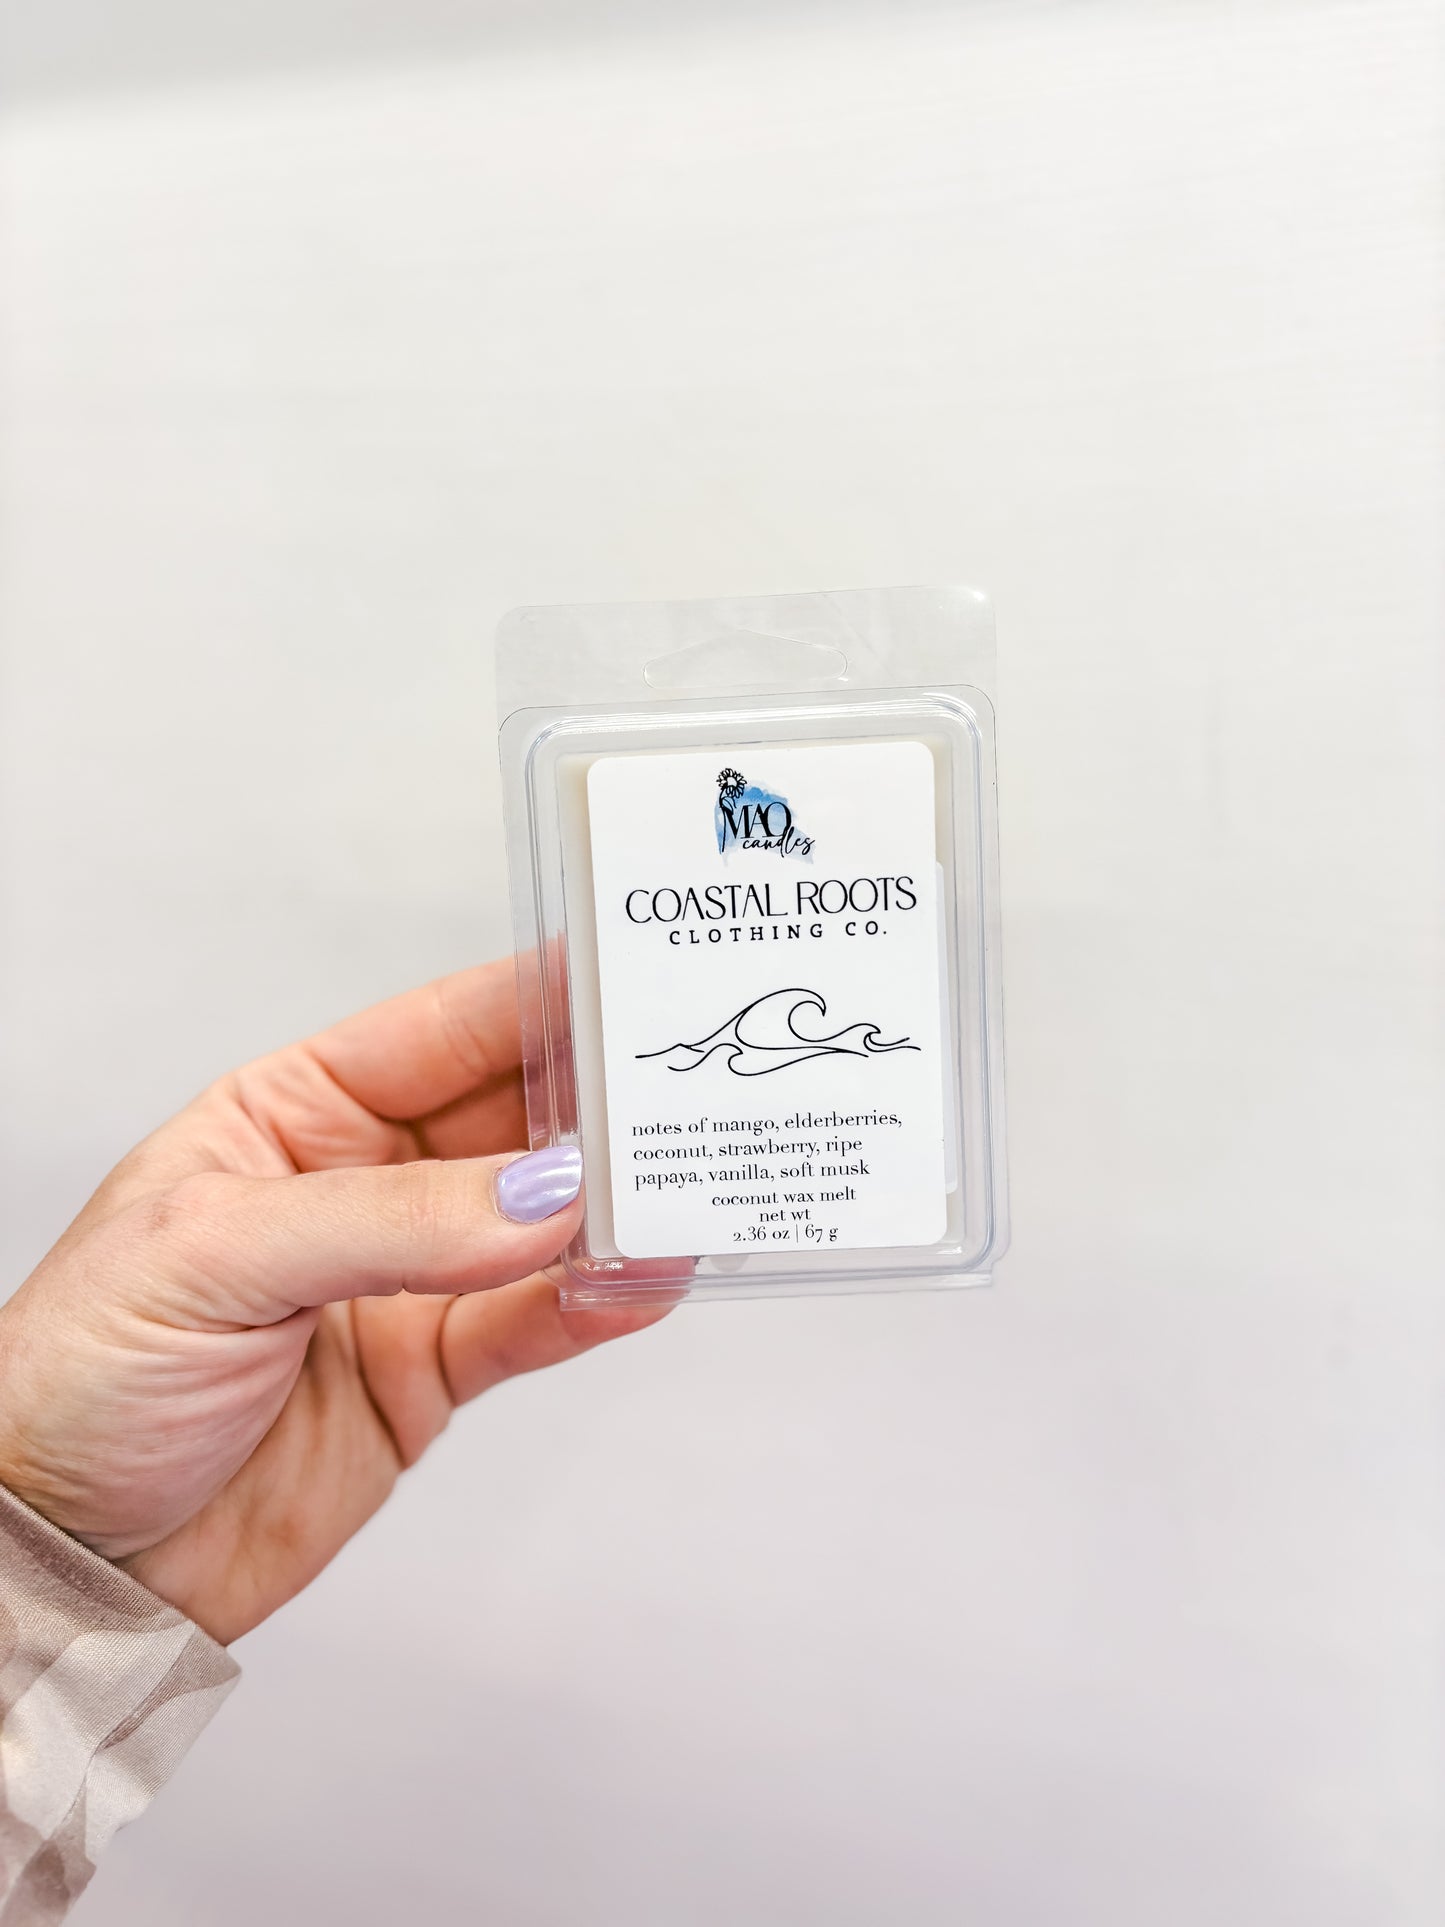 MAO
candles
COASTAL ROOTS
CLOTHING CO.
notes of mango, elderberries,
coconut, strawberry, ripe
papaya, vanilla, soft musk
coconut wax melt
net wt
2.36 oz | 67 g